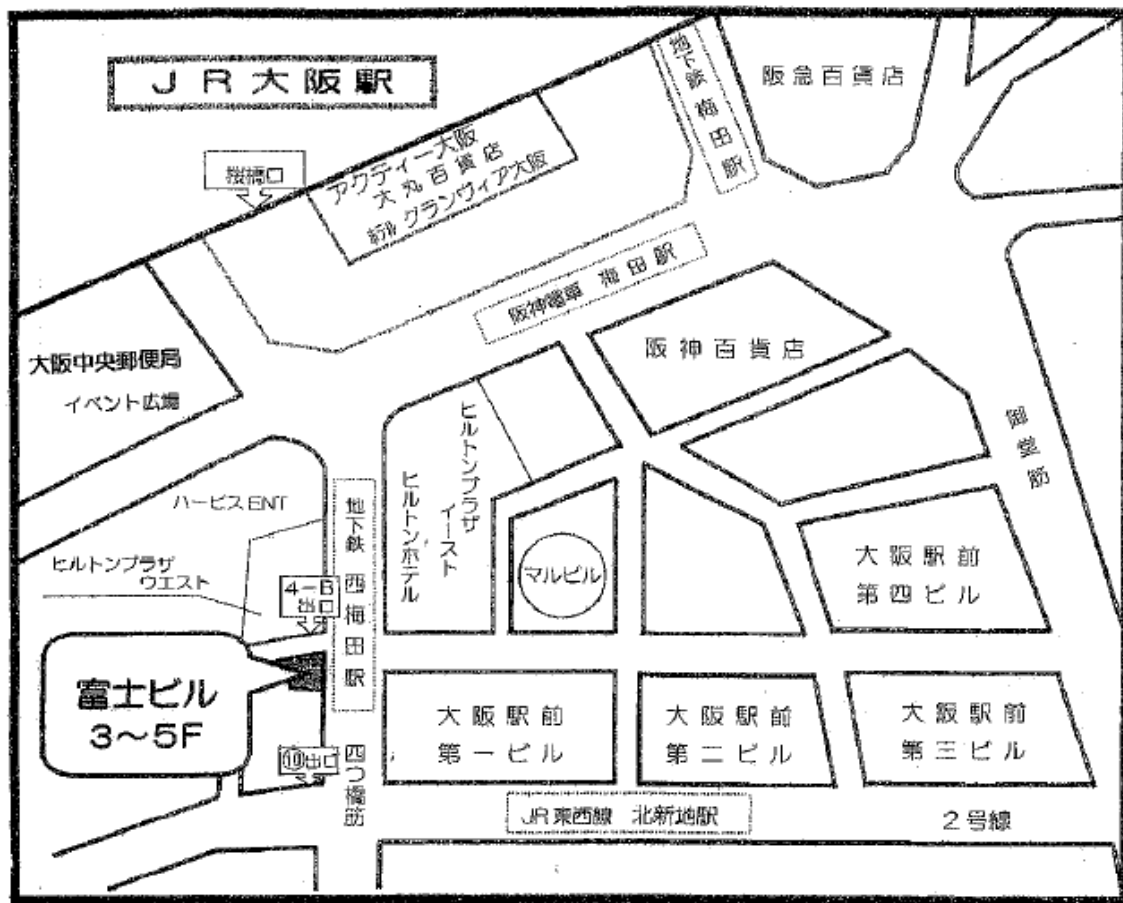 JR大阪駅
桜橋口
アクティー大阪
大丸百貨店
ホテル グランヴィア大阪
地下鉄 梅田駅
阪急百貨店
阪神電車 梅田駅
阪神百貨店
大阪中央郵便局
イベント広場
御堂筋
ハービスENT
ヒルトンプラザ
ウエスト
地下鉄 西梅田駅
ヒルトンホテル
ヒルトンプラザ
イースト
マルビル
大阪駅前
第四ビル
4-B
出口
富士ビル
3〜5F
大阪駅前
第一ビル
大阪駅前
第二ビル
大阪駅前
第三ビル
⑩出口
四つ橋筋
JR東西線 北新地駅
2号線